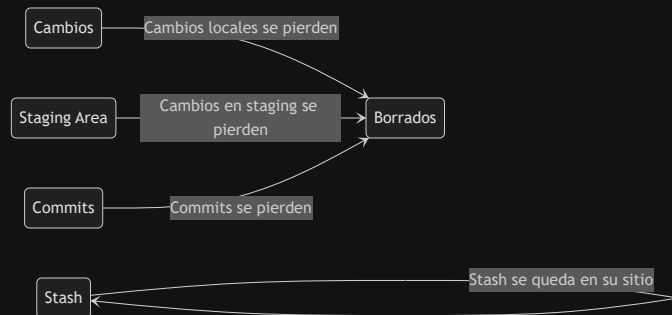 Cambios
Cambios locales se pierden
Staging Area
Cambios en staging se
pierden
Borrados
Commits
Commits se pierden
Stash
Stash se queda en su sitio